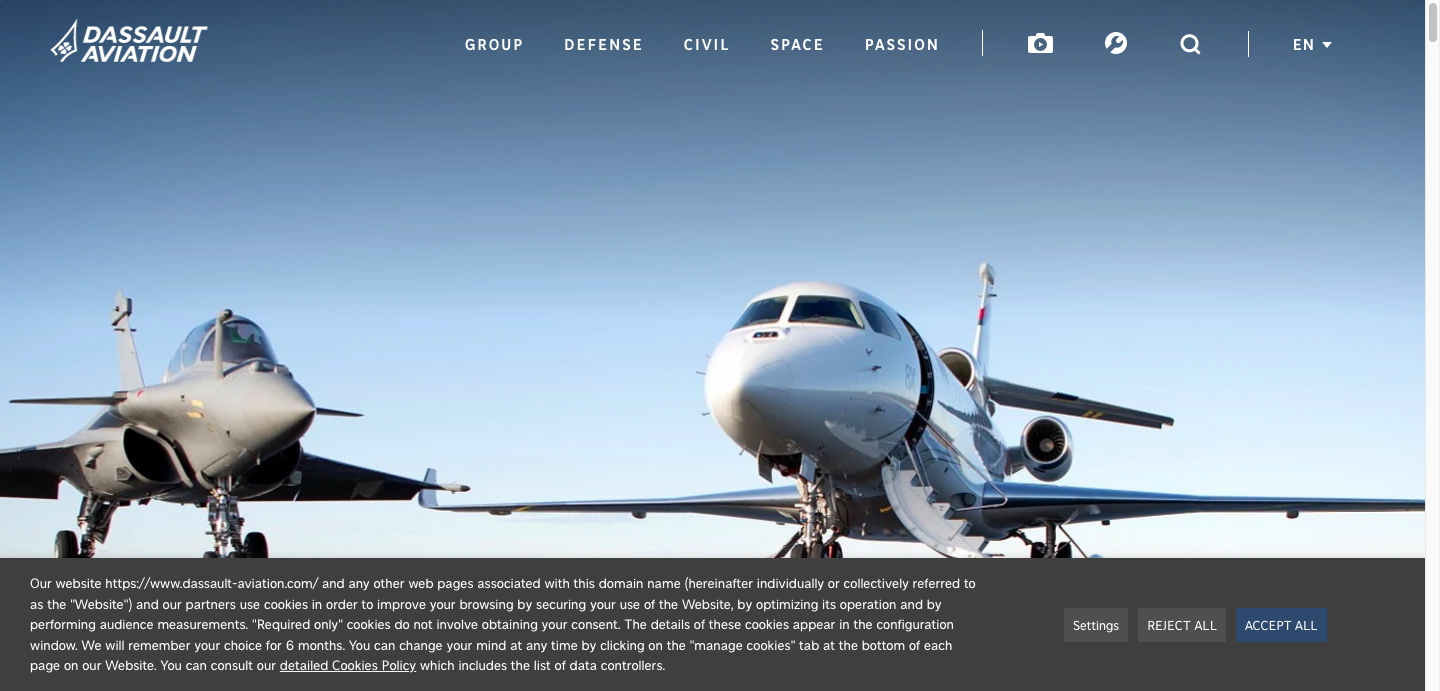 DASSAULT
AVIATION
GROUP
DEFENSE
CIVIL
SPACE
PASSION
EN
Our website https://www.dassault-aviation.com/ and any other web pages associated with this domain name (hereinafter individually or collectively referred to
as the "Website") and our partners use cookies in order to improve your browsing by securing your use of the Website, by optimizing its operation and by
performing audience measurements. "Required only" cookies do not involve obtaining your consent. The details of these cookies appear in the configuration
window. We will remember your choice for 6 months. You can change your mind at any time by clicking on the "manage cookies" tab at the bottom of each
page on our Website. You can consult our detailed Cookies Policy which includes the list of data controllers.
Settings
REJECT ALL
ACCEPT ALL